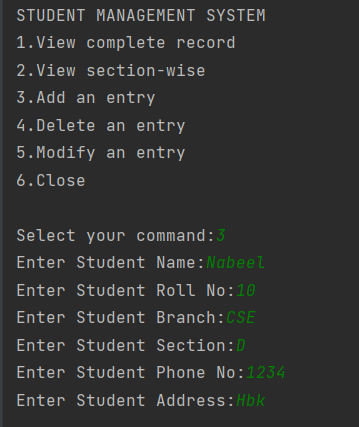 STUDENT MANAGEMENT SYSTEM
1.View complete record
2.View section-wise
3.Add an entry
4.Delete an entry
5.Modify an entry
6.Close
Select your command:3
Enter Student Name:Nabeel
Enter Student Roll No:10
Enter Student Branch:CSE
Enter Student Section:D
Enter Student Phone No:1234
Enter Student Address:Hbk